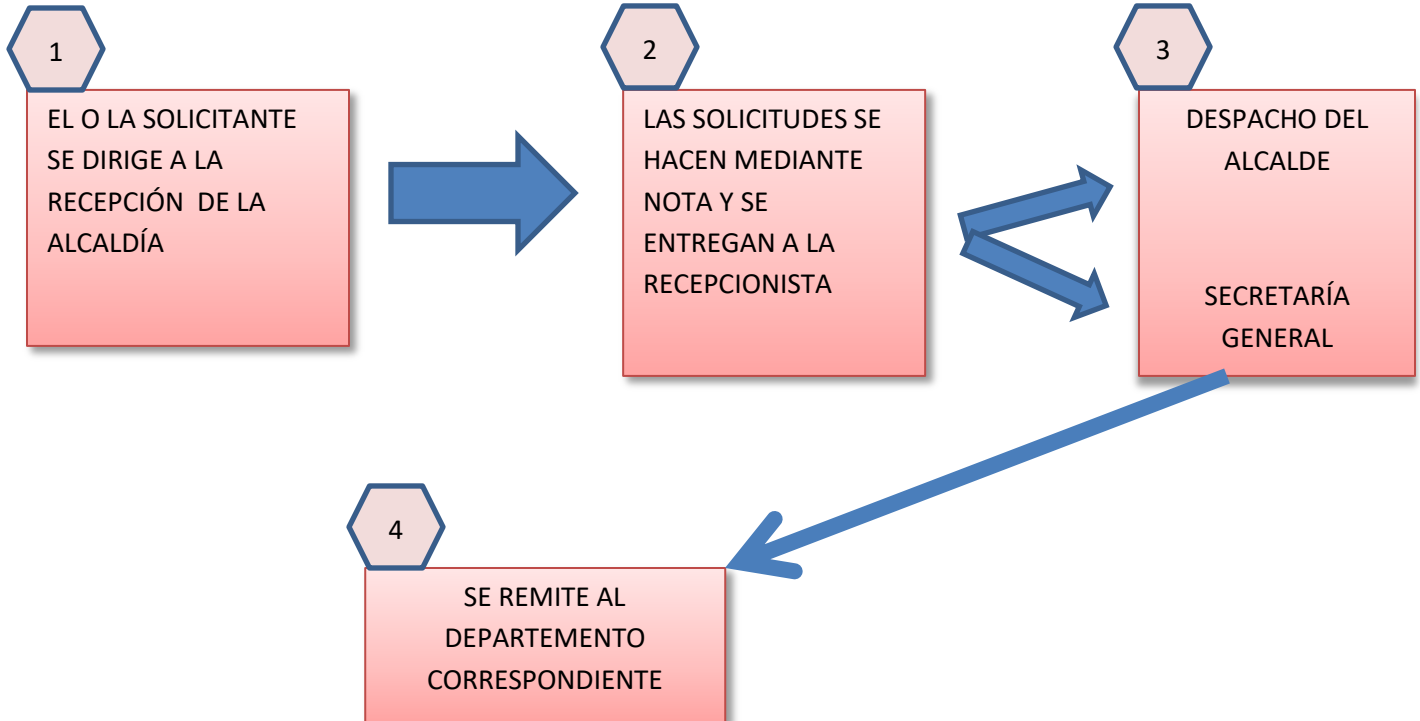 1
EL O LA SOLICITANTE
SE DIRIGE A LA
RECEPCIÓN DE LA
ALCALDÍA
2
LAS SOLICITUDES SE
HACEN MEDIANTE
NOTA Y SE
ENTREGAN A LA
RECEPCIONISTA
3
DESPACHO DEL
ALCALDE
SECRETARÍA
GENERAL
4
SE REMITE AL
DEPARTEMENTO
CORRESPONDIENTE